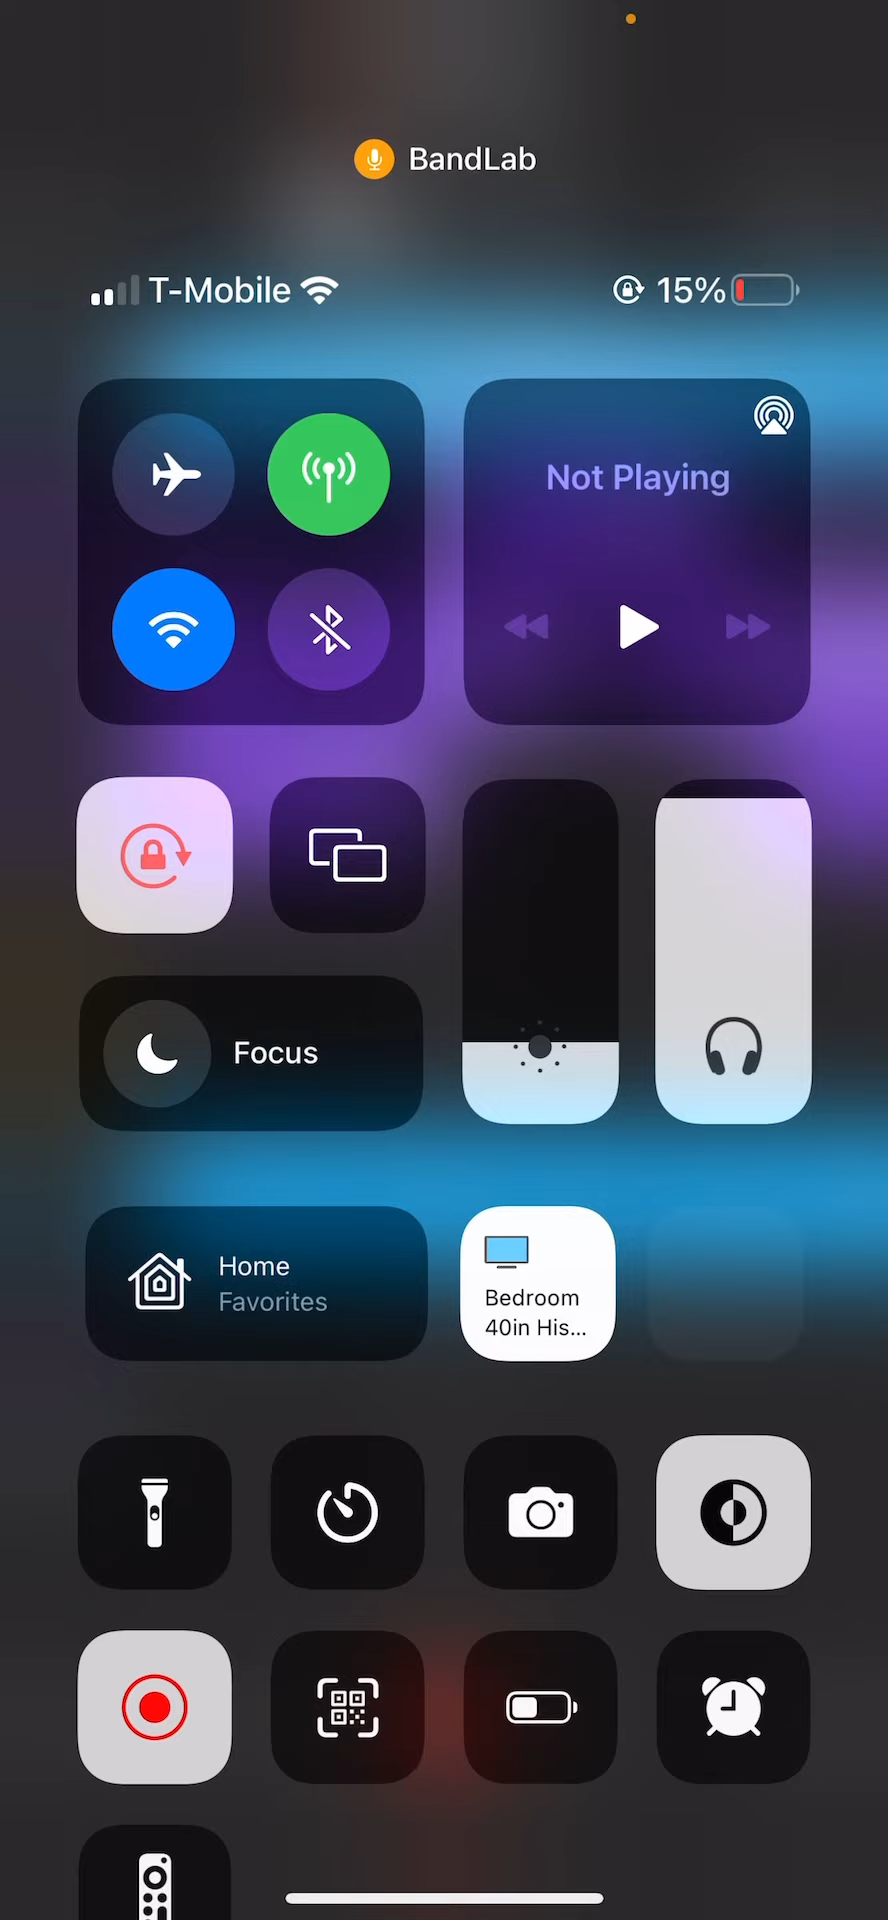 BandLab
T-Mobile
15%
Not Playing
Focus
Home
Favorites
Bedroom
40in His...